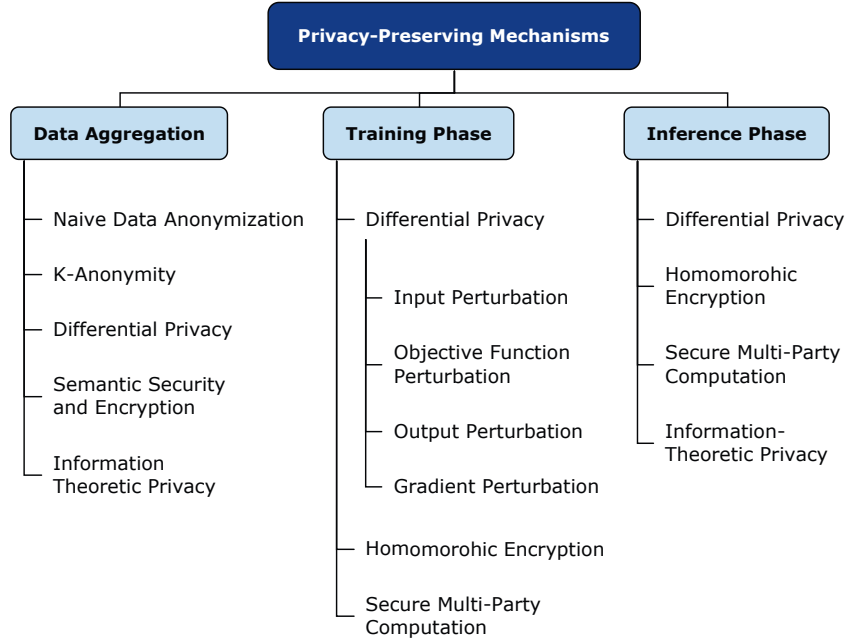 Privacy-Preserving Mechanisms
Data Aggregation
Naive Data Anonymization
K-Anonymity
Differential Privacy
Semantic Security
and Encryption
Information
Theoretic Privacy
Training Phase
Differential Privacy
Input Perturbation
Objective Function
Perturbation
Output Perturbation
Gradient Perturbation
Homomorohic Encryption
Secure Multi-Party
Computation
Inference Phase
Differential Privacy
Homomorohic
Encryption
Secure Multi-Party
Computation
Information-
Theoretic Privacy